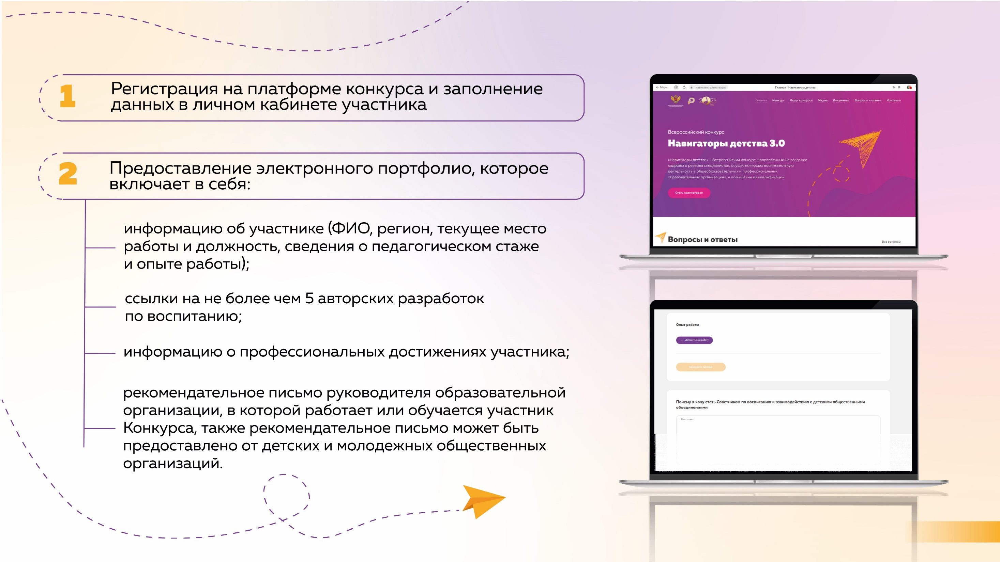 1
Регистрация на платформе конкурса и заполнение
данных в личном кабинете участника
2
Предоставление электронного портфолио, которое
включает в себя:
информацию об участнике (ФИО, регион, текущее место
работы и должность, сведения о педагогическом стаже
и опыте работы);
ссылки на не более чем 5 авторских разработок
по воспитанию;
информацию о профессиональных достижениях участника;
рекомендательное письмо руководителя образовательной
организации, в которой работает или обучается участник
Конкурса, также рекомендательное письмо может быть
предоставлено от детских и молодежных общественных
организаций.
Telegra...
навигаторыдетства.рф
Главная | Навигаторы детства
Главная Конкурс Люди конкурса Медиа Документы Вопросы и ответы Контакты
Всероссийский конкурс
Навигаторы детства 3.0
«Навигаторы детства» – Всероссийский конкурс, направленный на создание
кадрового резерва специалистов, осуществляющих воспитательную
деятельность в общеобразовательных и профессиональных
образовательных организациях, и повышение их квалификации
Стать навигатором
Вопросы и ответы
Все вопросы
Опыт работы
+ Добавить еще работу
Сохранить данные
Почему я хочу стать Советником по воспитанию и взаимодействию с детскими общественными
объединениями
Ваш ответ